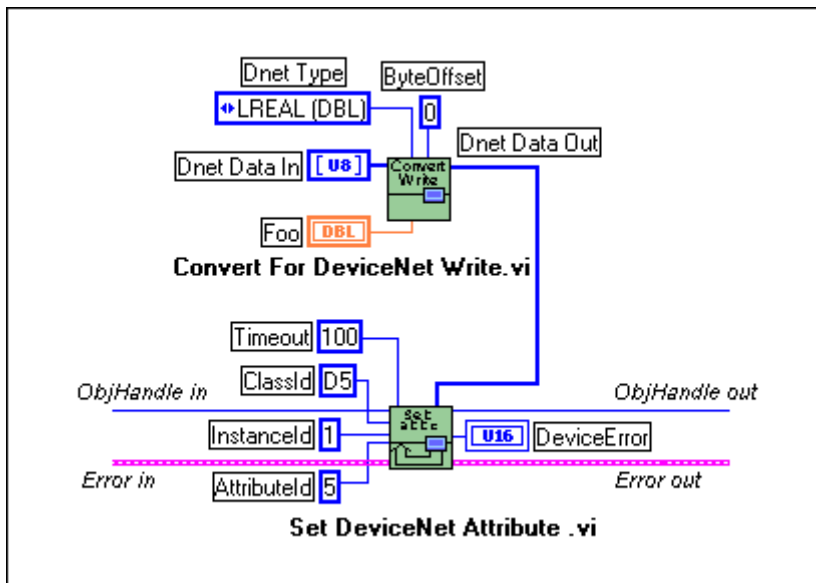 Dnet Type
ByteOffset
LREAL (DBL)
0
Dnet Data Out
Dnet Data In
[U8]
Convert
Write
Foo
DBL
Convert For DeviceNet Write.vi
Timeout
100
ClassId
D5
ObjHandle in
ObjHandle out
Set
attr
InstanceId
1
U16
DeviceError
Error in
Error out
AttributeId
5
Set DeviceNet Attribute .vi